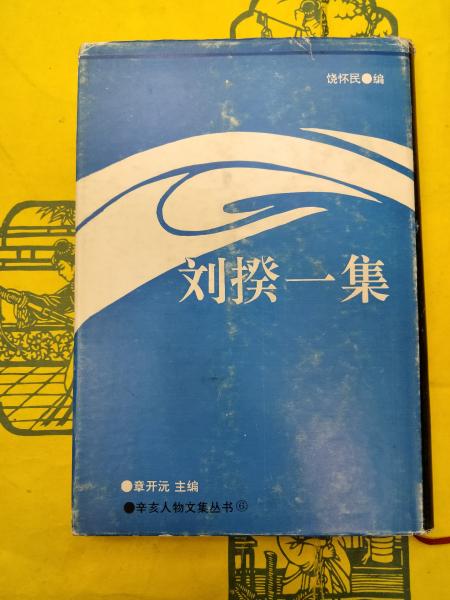 饶怀民●编
刘揆一集
●章开沅 主编
●辛亥人物文集丛书⑥